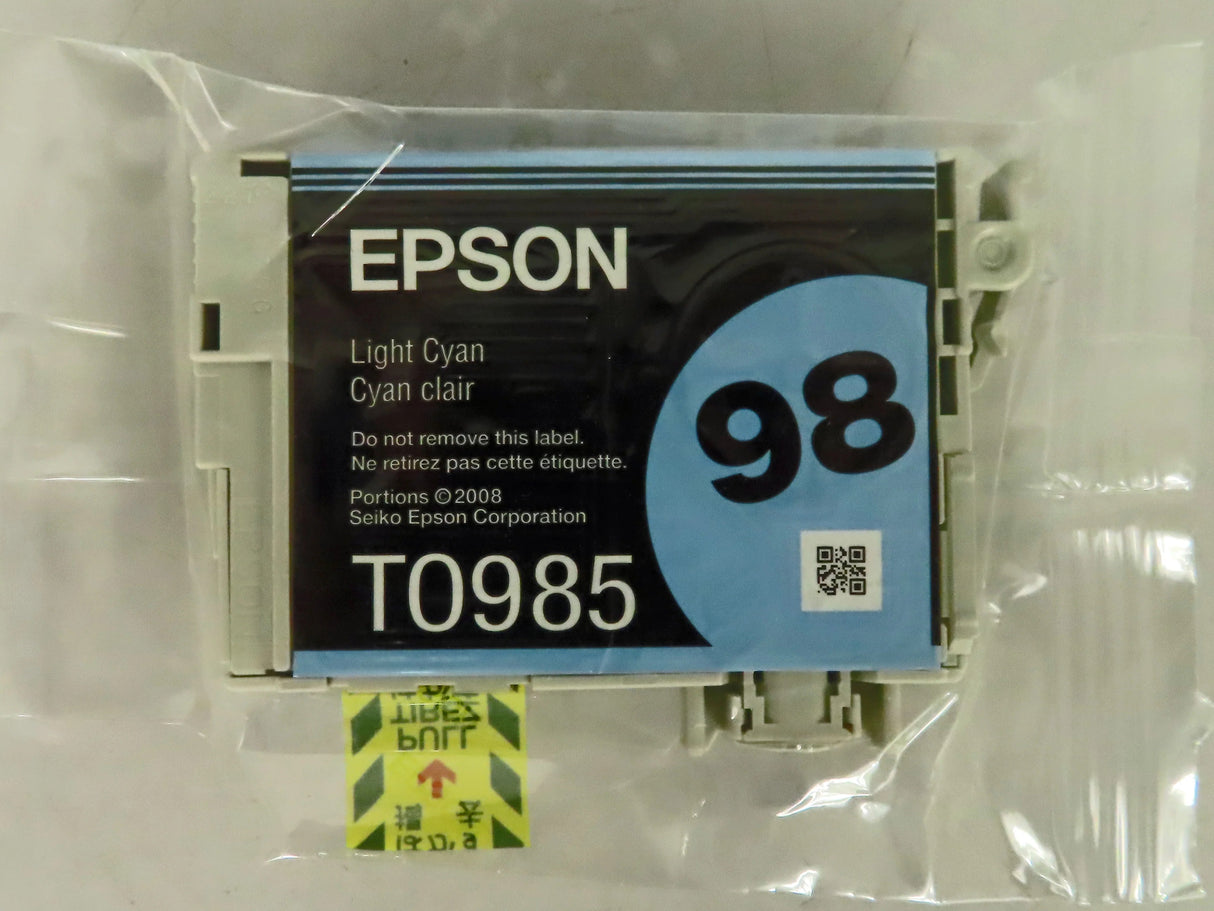 EPSON
Light Cyan
Cyan clair
98
Do not remove this label.
Ne retirez pas cette étiquette.
Portions ©2008
Seiko Epson Corporation
T0985
TIREZ
PULL